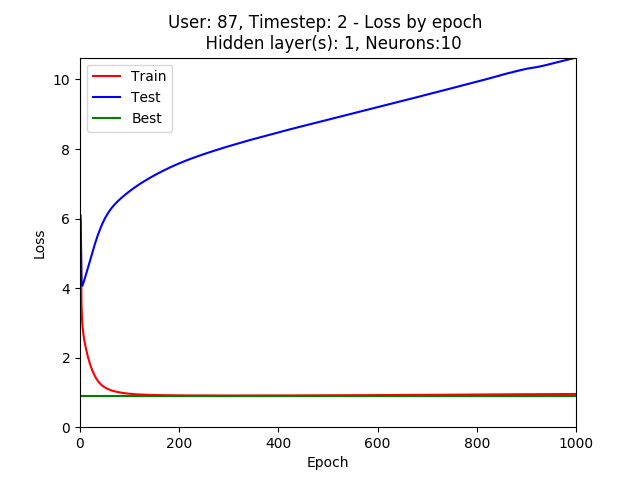 User: 87, Timestep: 2 - Loss by epoch
Hidden layer(s): 1, Neurons:10
Train
Test
Best
Loss
10
8
6
4
2
0
0 200 400 600 800 1000
Epoch